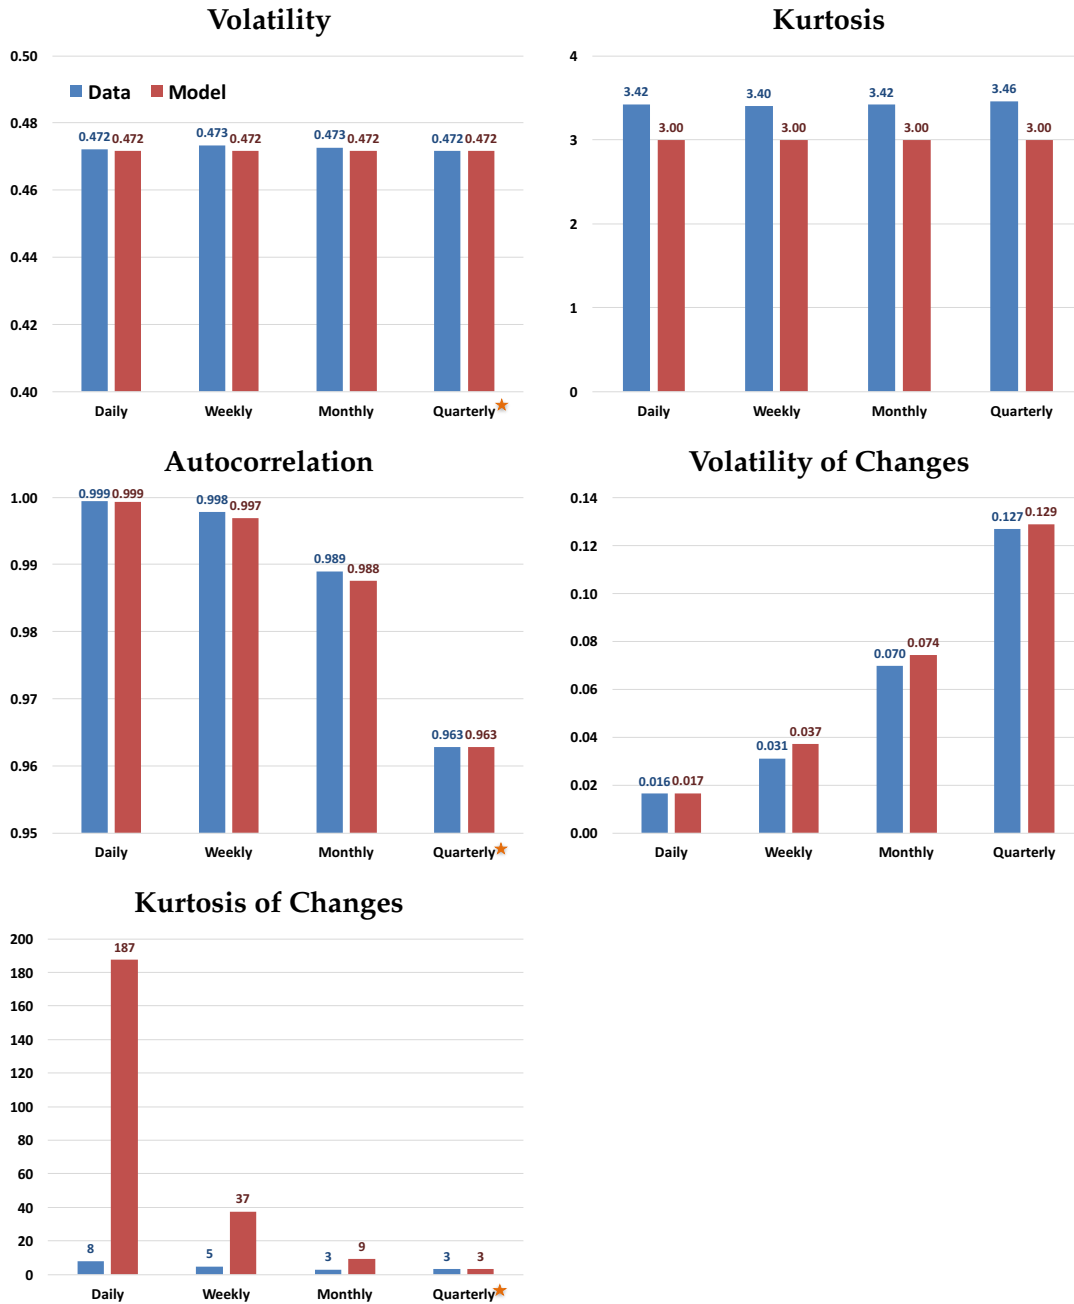 Volatility
0.50
Data Model
0.48
0.472 0.472 0.473 0.472 0.473 0.472 0.472 0.472
0.46
0.44
0.42
0.40
Daily Weekly Monthly Quarterly
Kurtosis
4
3.42 3.00 3.40 3.00 3.42 3.00 3.46 3.00
3
2
1
0
Daily Weekly Monthly Quarterly
Autocorrelation
1.00
0.999 0.999 0.998 0.997 0.989 0.988 0.963 0.963
0.99
0.98
0.97
0.96
0.95
Daily Weekly Monthly Quarterly
Volatility of Changes
0.14
0.016 0.017 0.031 0.037 0.070 0.074 0.127 0.129
0.12
0.10
0.08
0.06
0.04
0.02
0.00
Daily Weekly Monthly Quarterly
Kurtosis of Changes
200
8 187 5 37 3 9 3 3
180
160
140
120
100
80
60
40
20
0
Daily Weekly Monthly Quarterly